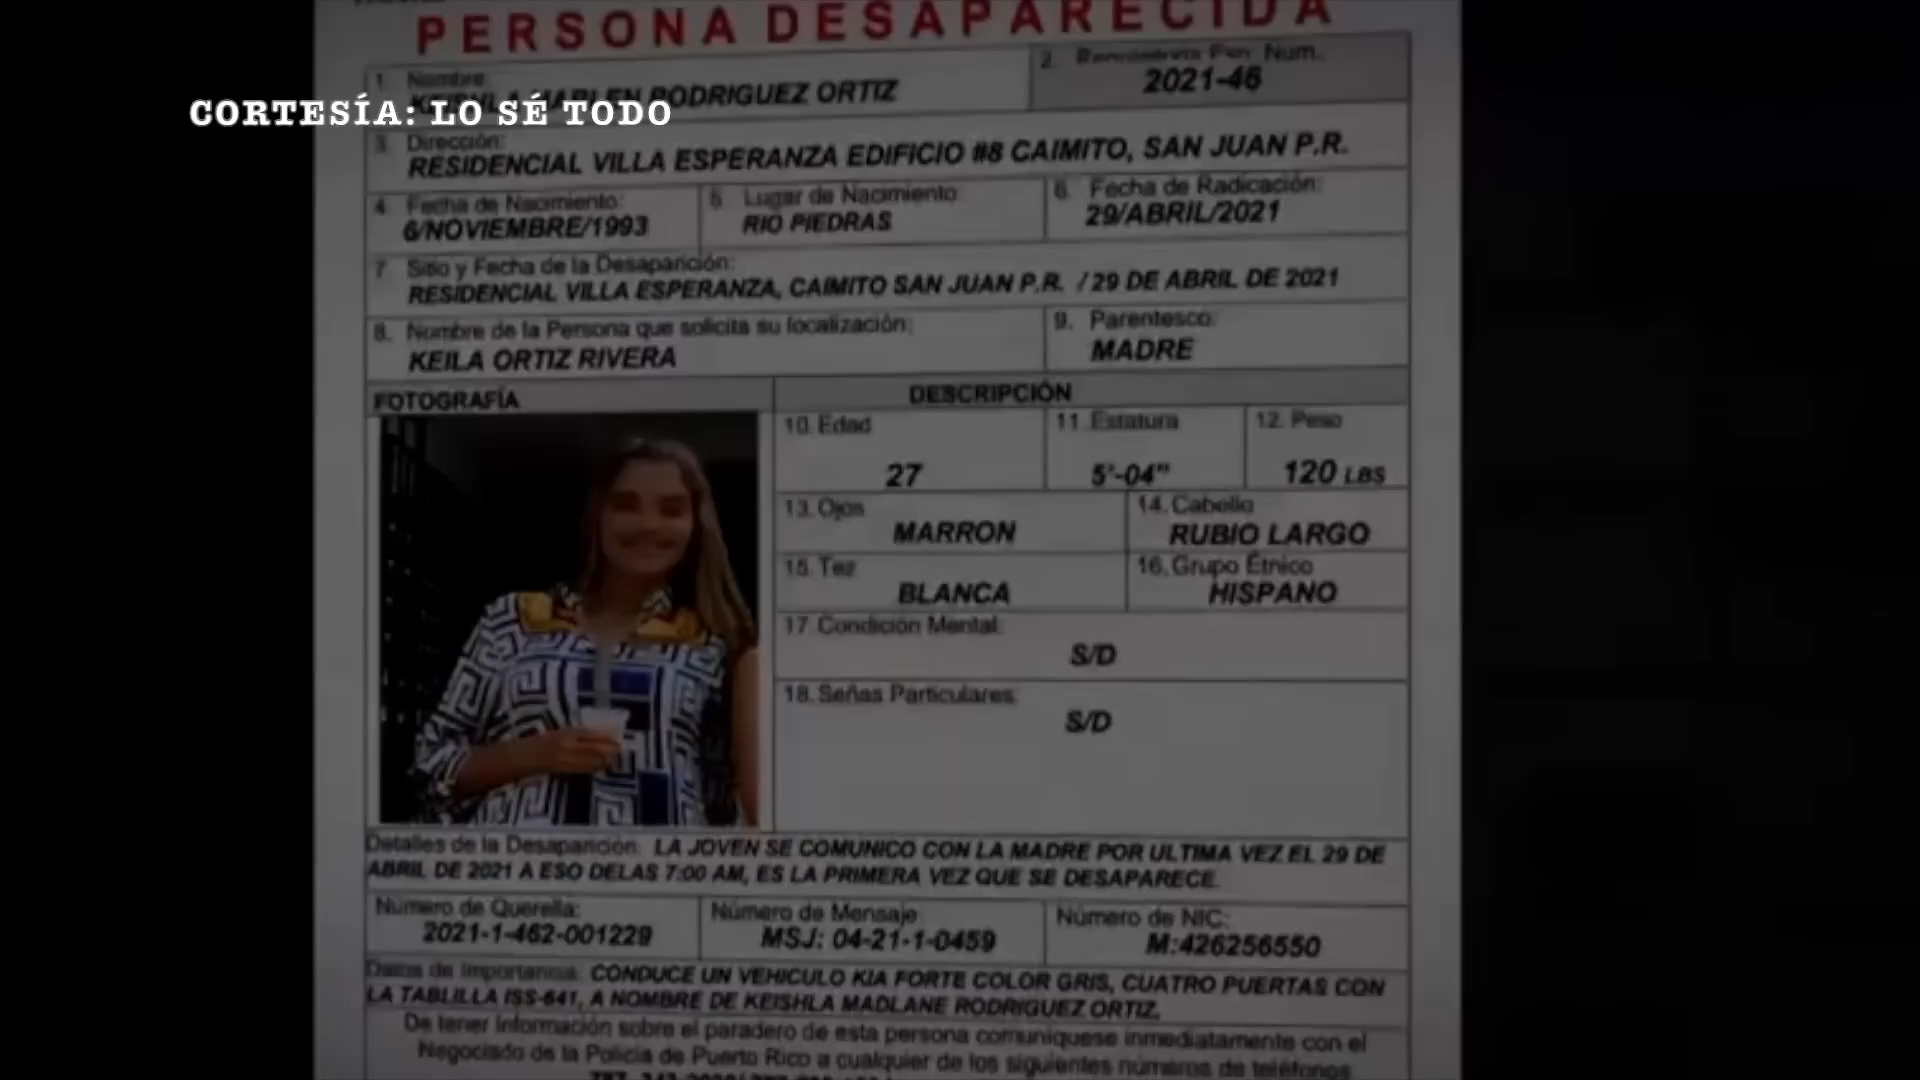 PERSONA DESAPARECIDA
1. Nombre:
2. Num.
MARLEN RODRIGUEZ ORTIZ
2021-46
CORTESÍA: LO SÉ TODO
3. Dirección:
RESIDENCIAL VILLA ESPERANZA EDIFICIO #8 CAIMITO, SAN JUAN P.R.
4. Fecha de Nacimiento:
5. Lugar de Nacimiento:
6. Fecha de Radicación:
6/NOVIEMBRE/1993
RIO PIEDRAS
29/ABRIL/2021
7. Sitio y Fecha de la Desaparición:
RESIDENCIAL VILLA ESPERANZA, CAIMITO SAN JUAN P.R. / 29 DE ABRIL DE 2021
8. Nombre de la Persona que solicita su localización:
9. Parentesco:
KEILA ORTIZ RIVERA
MADRE
FOTOGRAFÍA
DESCRIPCIÓN
10. Edad
11. Estatura
12. Peso
27
5'-04"
120 LBS
13. Ojos
14. Cabello
MARRON
RUBIO LARGO
15. Tez
16. Grupo Étnico
BLANCA
HISPANO
17. Condición Mental:
S/D
18. Señas Particulares:
S/D
Detalles de la Desaparición: LA JOVEN SE COMUNICO CON LA MADRE POR ULTIMA VEZ EL 29 DE
ABRIL DE 2021 A ESO DELAS 7:00 AM, ES LA PRIMERA VEZ QUE SE DESAPARECE.
Número de Querella:
Número de Mensaje:
Número de NIC:
2021-1-462-001229
MSJ: 04-21-1-0459
M:426256550
Datos de importancia: CONDUCE UN VEHICULO KIA FORTE COLOR GRIS, CUATRO PUERTAS CON
LA TABLILLA ISS-641, A NOMBRE DE KEISHLA MADLANE RODRIGUEZ ORTIZ,
De tener información sobre el paradero de esta persona comuníquese inmediatamente con el
Negociado de la Policía de Puerto Rico a cualquier de los siguientes números de teléfonos